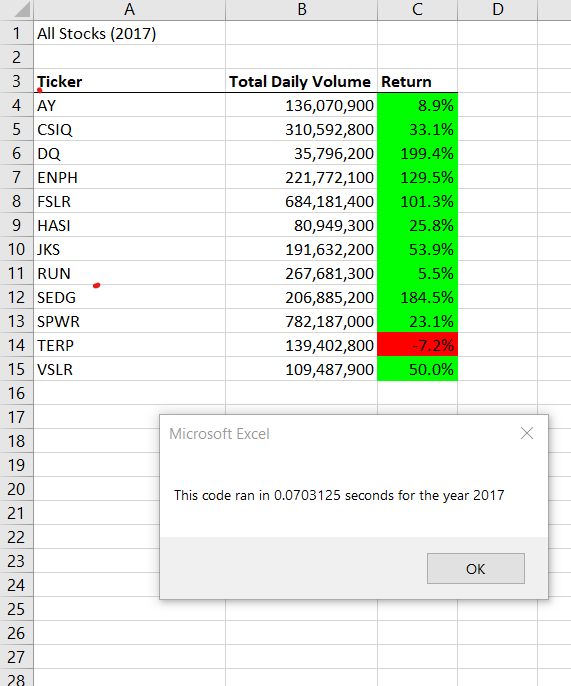 A B C D
1 All Stocks (2017)
2
3 Ticker Total Daily Volume Return
4 AY 136,070,900 8.9%
5 CSIQ 310,592,800 33.1%
6 DQ 35,796,200 199.4%
7 ENPH 221,772,100 129.5%
8 FSLR 684,181,400 101.3%
9 HASI 80,949,300 25.8%
10 JKS 191,632,200 53.9%
11 RUN 267,681,300 5.5%
12 SEDG 206,885,200 184.5%
13 SPWR 782,187,000 23.1%
14 TERP 139,402,800 -7.2%
15 VSLR 109,487,900 50.0%
16
17
18 Microsoft Excel
19
20 This code ran in 0.0703125 seconds for the year 2017
21
22
23 OK
24
25
26
27
28